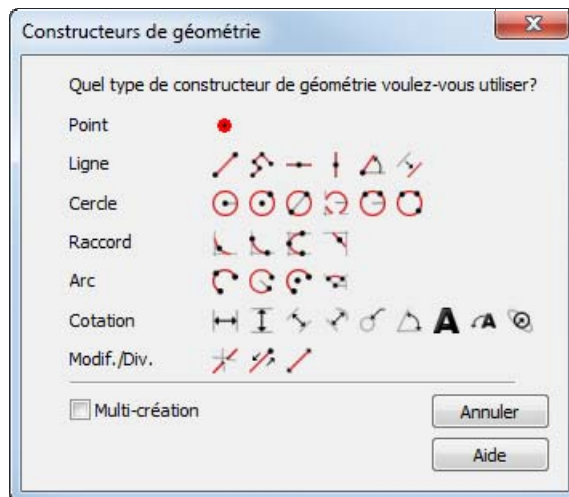 Constructeurs de géométrie
Quel type de constructeur de géométrie voulez-vous utiliser?
Point
Ligne
Cercle
Raccord
Arc
Cotation A A
Modif./Div.
Multi-création
Annuler
Aide